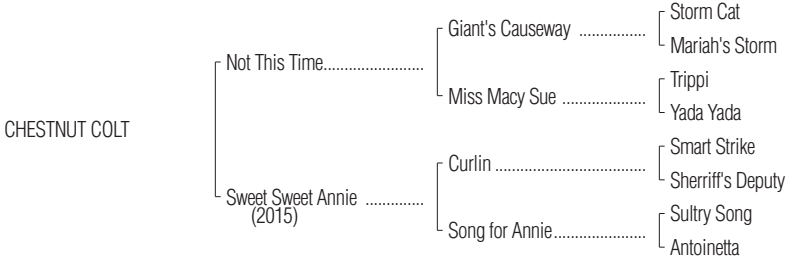 Storm Cat
Giant's Causeway ................
Mariah's Storm
Not This Time........................
Trippi
Miss Macy Sue ....................
Yada Yada
CHESTNUT COLT
Smart Strike
Curlin ....................................
Sherriff's Deputy
Sweet Sweet Annie ..............
(2015)
Sultry Song
Song for Annie......................
Antoinetta